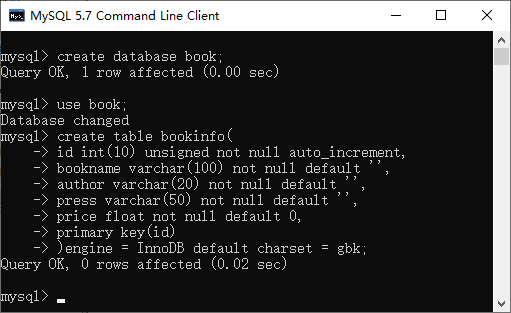 MySQL 5.7 Command Line Client
mysql> create database book;
Query OK, 1 row affected (0.00 sec)
mysql> use book;
Database changed
mysql> create table bookinfo(
    -> id int(10) unsigned not null auto_increment,
    -> bookname varchar(100) not null default '',
    -> author varchar(20) not null default '',
    -> press varchar(50) not null default '',
    -> price float not null default 0,
    -> primary key(id)
    -> )engine = InnoDB default charset = gbk;
Query OK, 0 rows affected (0.02 sec)
mysql>